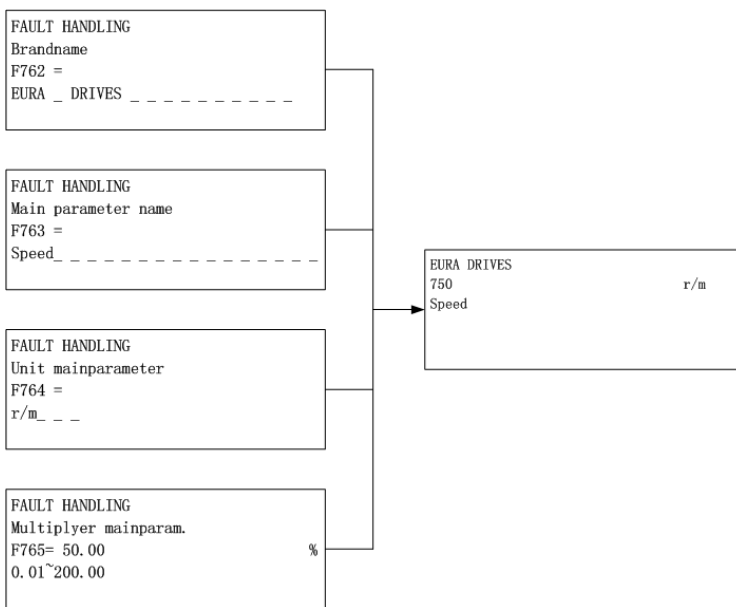 FAULT HANDLING
Brandname
F762 =
EURA _ DRIVES _ _ _ _ _ _ _ _ _ _
FAULT HANDLING
Main parameter name
F763 =
Speed_ _ _ _ _ _ _ _ _ _ _ _ _ _ _ _
FAULT HANDLING
Unit mainparameter
F764 =
r/m_ _ _
FAULT HANDLING
Multiplyer mainparam.
F765= 50.00 %
0.01~200.00
EURA DRIVES
750 r/m
Speed